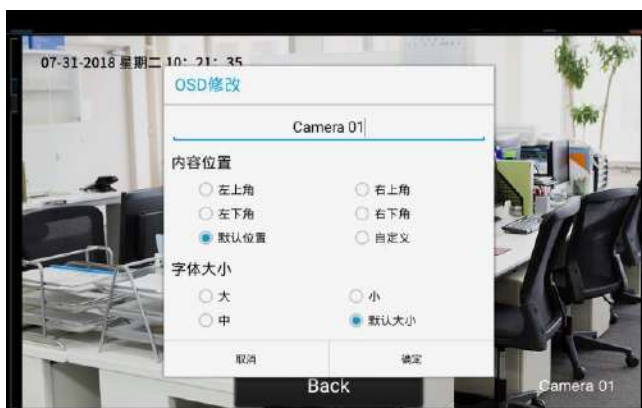 07-31-2018 星期二 10: 21: 35
OSD修改
Camera 01
内容位置
左上角 右上角
左下角 右下角
默认位置 自定义
字体大小
大 小
中 默认大小
取消 确定
Back
Camera 01